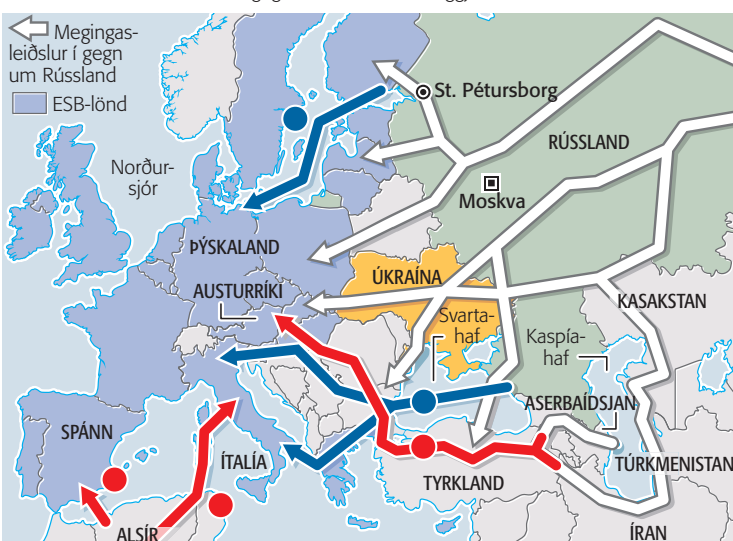 Megingas-
leiðslur í gegn
um Rússland
ESB-lönd
St. Pétursborg
RÚSSLAND
Norður-
sjór
Moskva
ÞÝSKALAND
ÚKRAÍNA
AUSTURRÍKI
KASAKSTAN
Svarta-
haf
Kaspía-
haf
ASERBAÍDSJAN
SPÁNN
ÍTALÍA
TYRKLAND
TÚRKMENISTAN
ALSÍR
ÍRAN